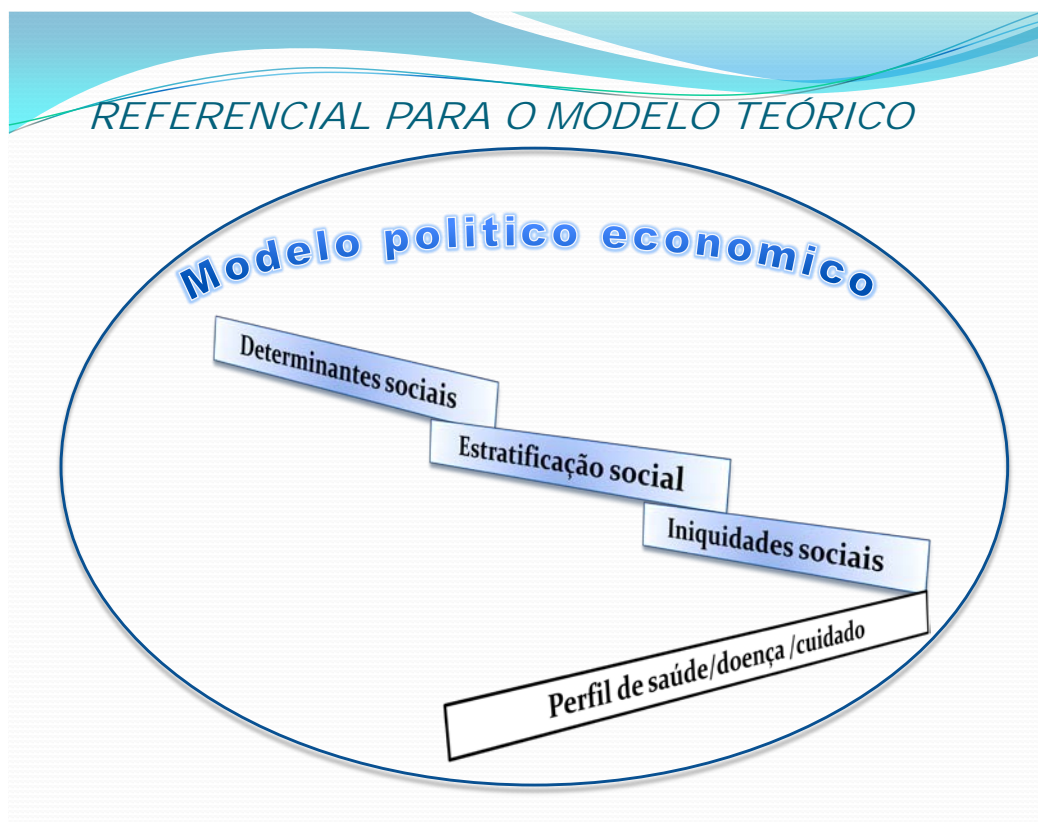 REFERENCIAL PARA O MODELO TEÓRICO
Modelo politico economico
Determinantes sociais
Estratificação social
Iniquidades sociais
Perfil de saúde/doença /cuidado